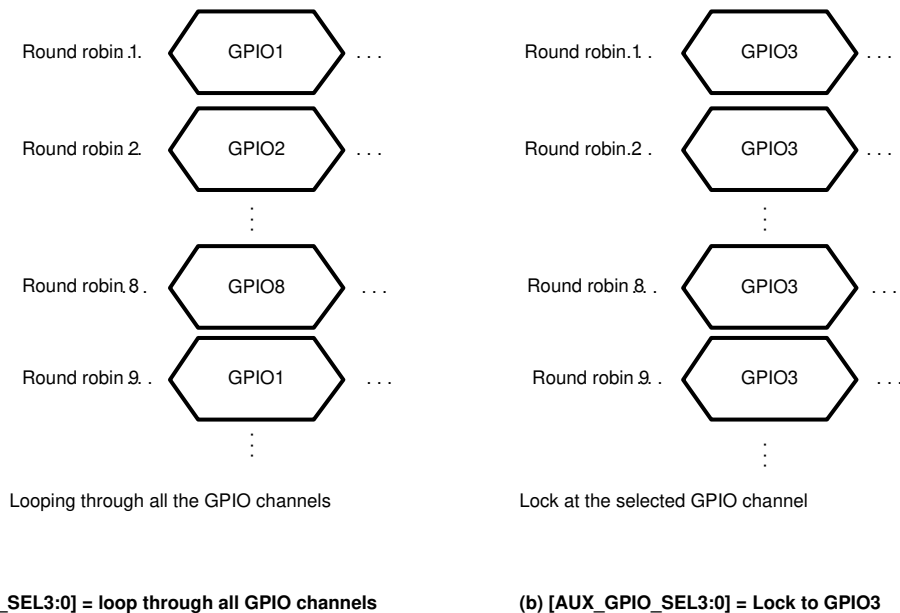 Round robin 1.
GPIO1
. . .
Round robin 2.
GPIO2
. . .
Round robin 8 .
GPIO8
. . .
Round robin 9. .
GPIO1
. . .
Looping through all the GPIO channels
_SEL3:0] = loop through all GPIO channels
Round robin.1 .
GPIO3
. . .
Round robin.2 .
GPIO3
. . .
Round robin 8. .
GPIO3
. . .
Round robin 9. .
GPIO3
. . .
Lock at the selected GPIO channel
(b) [AUX_GPIO_SEL3:0] = Lock to GPIO3